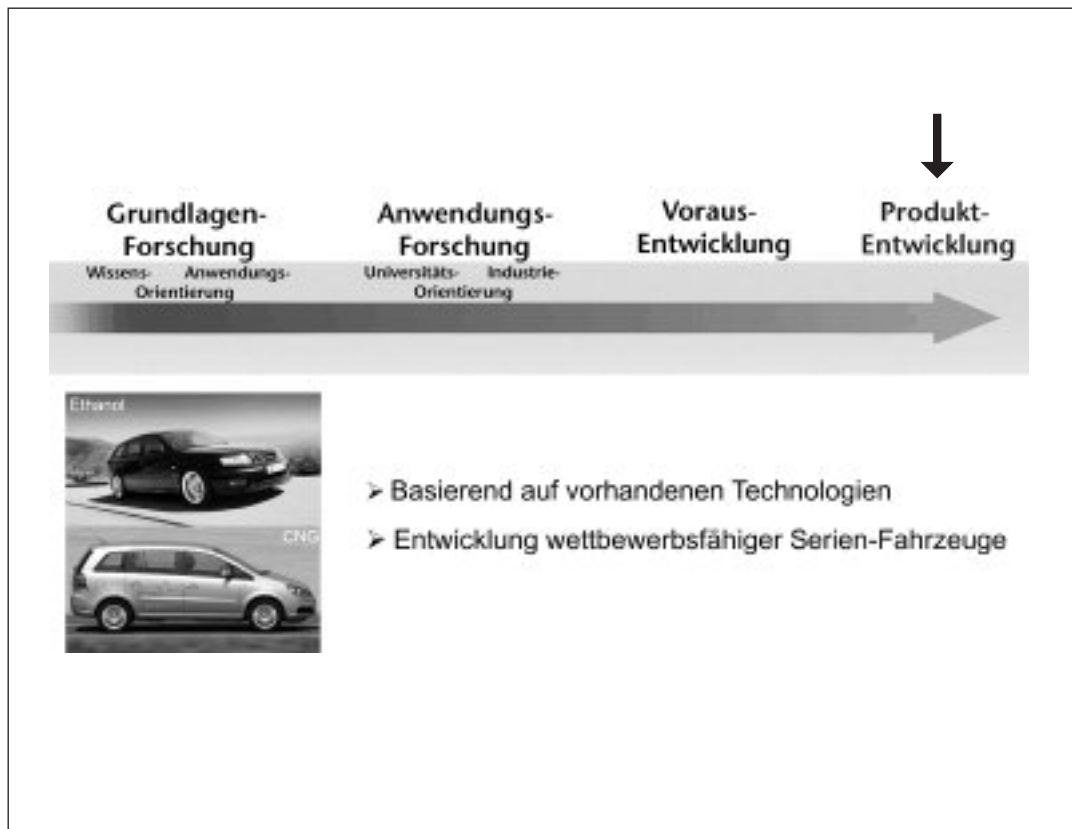 Grundlagen-
Forschung
Wissens- Anwendungs-
Orientierung
Anwendungs-
Forschung
Universitäts- Industrie-
Orientierung
Voraus-
Entwicklung
Produkt-
Entwicklung
Ethanol
CNG
➢ Basierend auf vorhandenen Technologien
➢ Entwicklung wettbewerbsfähiger Serien-Fahrzeuge